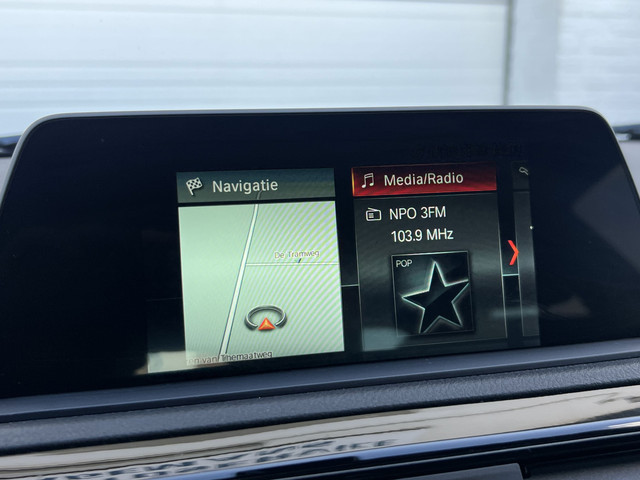 Navigatie
Media/Radio
NPO 3FM
103.9 MHz
POP
De Tramweg